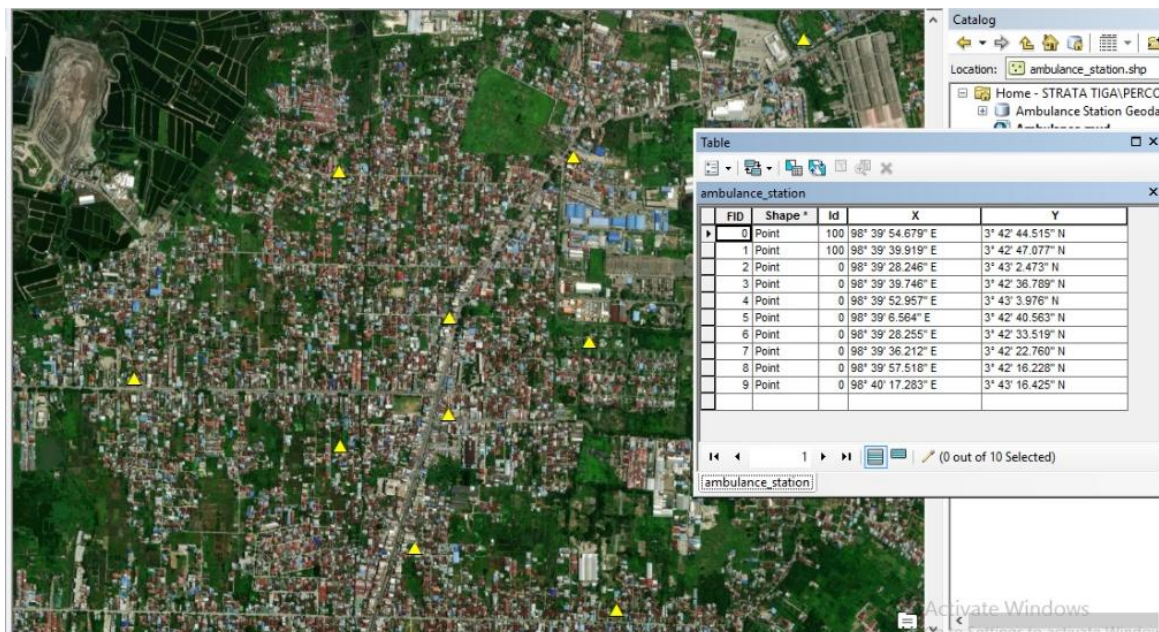 Catalog
Location: ambulance_station.shp
Home - STRATA TIGA\PERCO
Ambulance Station Geoda
Table
ambulance_station
FID Shape * Id X Y
0 Point 100 98° 39' 54.679" E 3° 42' 44.515" N
1 Point 100 98° 39' 39.919" E 3° 42' 47.077" N
2 Point 0 98° 39' 28.246" E 3° 43' 2.473" N
3 Point 0 98° 39' 39.746" E 3° 42' 36.789" N
4 Point 0 98° 39' 52.957" E 3° 43' 3.976" N
5 Point 0 98° 39' 6.564" E 3° 42' 40.563" N
6 Point 0 98° 39' 28.255" E 3° 42' 33.519" N
7 Point 0 98° 39' 36.212" E 3° 42' 22.760" N
8 Point 0 98° 39' 57.518" E 3° 42' 16.228" N
9 Point 0 98° 40' 17.283" E 3° 43' 16.425" N
1 (0 out of 10 Selected)
ambulance_station
Activate Windows